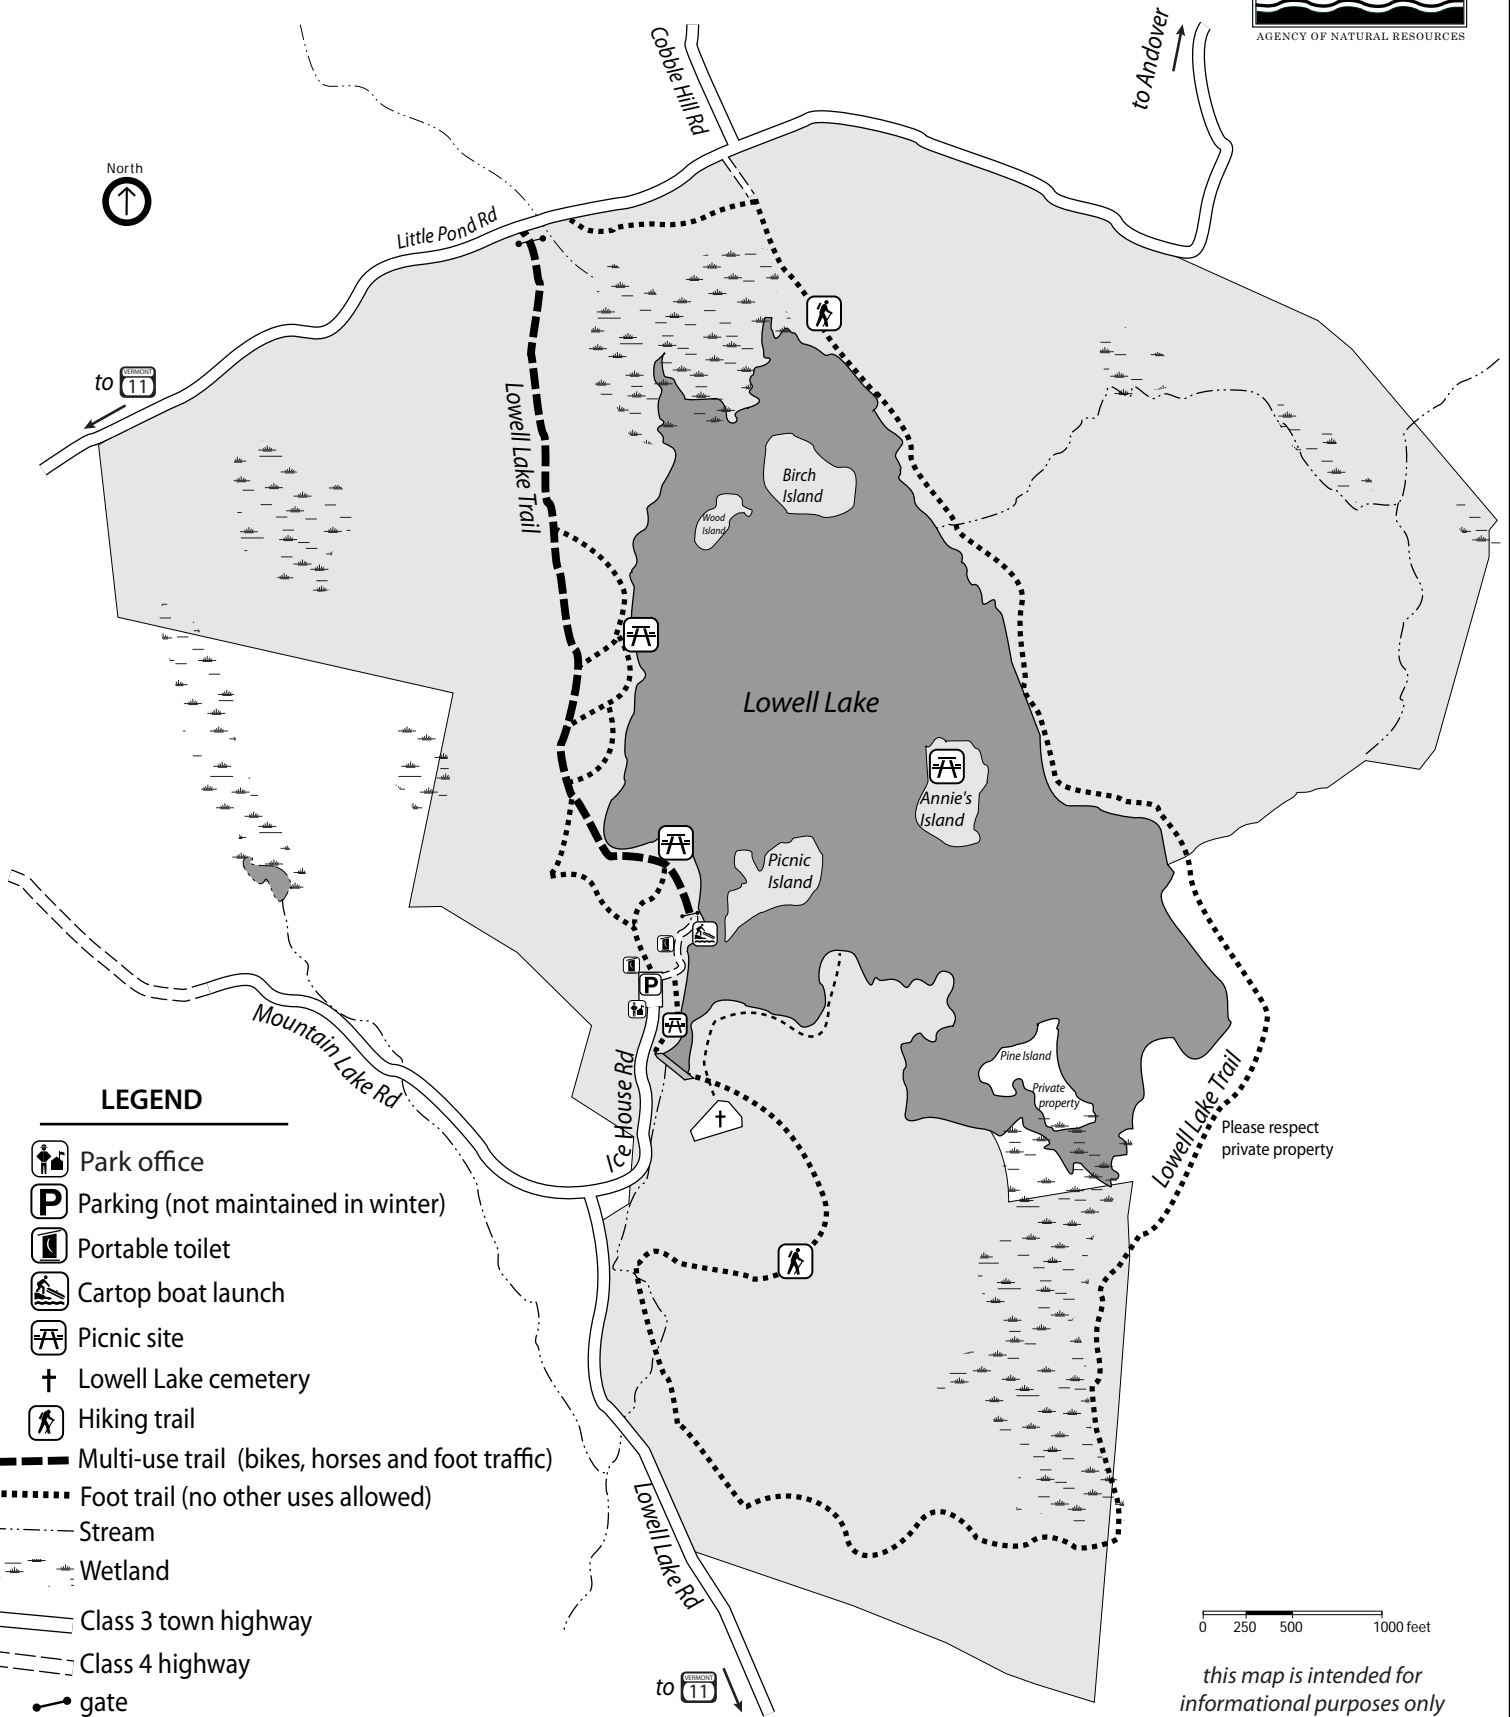 AGENCY OF NATURAL RESOURCES
to Andover
Cobble Hill Rd
North
Little Pond Rd
to VERMONT 11
Lowell Lake Trail
Birch
Island
Wood
Island
Lowell Lake
Annie's
Island
Picnic
Island
P
Mountain Lake Rd
Ice House Rd
Pine Island
Private
property
Lowell Lake Trail
Please respect
private property
LEGEND
Park office
P Parking (not maintained in winter)
Portable toilet
Cartop boat launch
Picnic site
Lowell Lake cemetery
Hiking trail
Multi-use trail (bikes, horses and foot traffic)
Foot trail (no other uses allowed)
Stream
Wetland
Class 3 town highway
Class 4 highway
gate
Lowell Lake Rd
to VERMONT 11
0 250 500 1000 feet
this map is intended for
informational purposes only